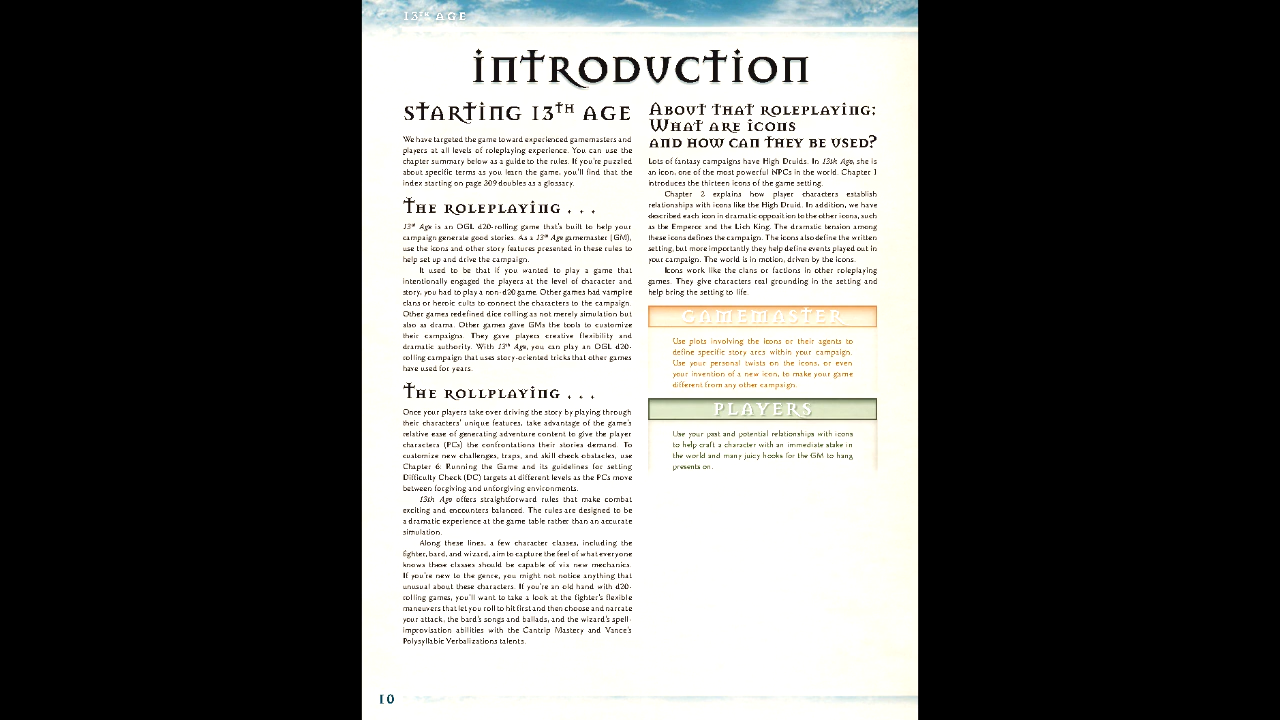 13th AGE
introduction
starting 13th age
We have targeted the game toward experienced gamemasters and
players at all levels of roleplaying experience. You can use the
chapter summary below as a guide to the rules. If you're puzzled
about specific terms as you learn the game, you'll find that the
index starting on page 309 doubles as a glossary.
The roleplaying . . .
13th Age is an OGL d20-rolling game that's built to help your
campaign generate good stories. As a 13th Age gamemaster (GM),
use the icons and other story features presented in these rules to
help set up and drive the campaign.
It used to be that if you wanted to play a game that
intentionally engaged the players at the level of character and
story, you had to play a non-d20 game. Other games had vampire
clans or heroic cults to connect the characters to the campaign.
Other games redefined dice rolling as not merely simulation but
also as drama. Other games gave GMs the tools to customize
their campaigns. They gave players creative flexibility and
dramatic authority. With 13th Age, you can play an OGL d20-
rolling campaign that uses story-oriented tricks that other games
have used for years.
The rollplaying . . .
Once your players take over driving the story by playing through
their characters' unique features, take advantage of the game's
relative ease of generating adventure content to give the player
characters (PCs) the confrontations their stories demand. To
customize new challenges, traps, and skill check obstacles, use
Chapter 6: Running the Game and its guidelines for setting
Difficulty Check (DC) targets at different levels as the PCs move
between forgiving and unforgiving environments.
13th Age offers straightforward rules that make combat
exciting and encounters balanced. The rules are designed to be
a dramatic experience at the game table rather than an accurate
simulation.
Along these lines, a few character classes, including the
fighter, bard, and wizard, aim to capture the feel of what everyone
knows these classes should be capable of via new mechanics.
If you're new to the genre, you might not notice anything that
unusual about these characters. If you're an old hand with d20-
rolling games, you'll want to take a look at the fighter's flexible
maneuvers that let you roll to hit first and then choose and narrate
your attack, the bard's songs and ballads, and the wizard's spell-
improvisation abilities with the Cantrip Mastery and Vance's
Polysyllabic Verbalizations talents.
About that roleplaying:
What are icons
and how can they be used?
Lots of fantasy campaigns have High Druids. In 13th Age, she is
an icon, one of the most powerful NPCs in the world. Chapter 1
introduces the thirteen icons of the game setting.
Chapter 2 explains how player characters establish
relationships with icons like the High Druid. In addition, we have
described each icon in dramatic opposition to the other icons, such
as the Emperor and the Lich King. The dramatic tension among
these icons defines the campaign. The icons also define the written
setting, but more importantly they help define events played out in
your campaign. The world is in motion, driven by the icons.
Icons work like the clans or factions in other roleplaying
games. They give characters real grounding in the setting and
help bring the setting to life.
GAMEMASTER
Use plots involving the icons or their agents to
define specific story arcs within your campaign.
Use your personal twists on the icons, or even
your invention of a new icon, to make your game
different from any other campaign.
PLAYERS
Use your past and potential relationships with icons
to help craft a character with an immediate stake in
the world and many juicy hooks for the GM to hang
presents on.
10